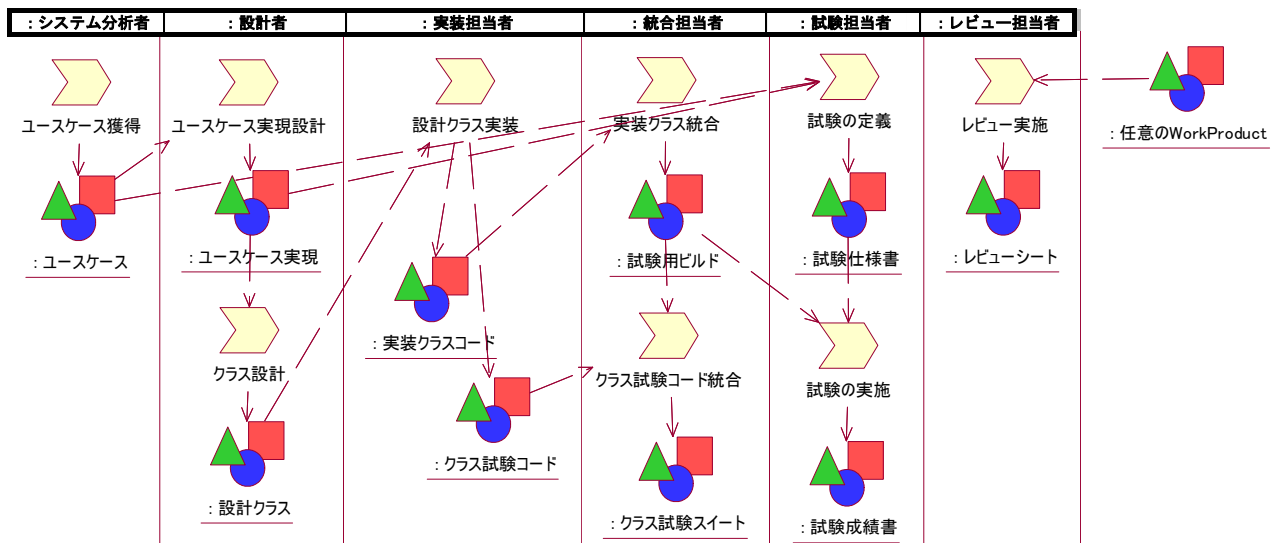 : システム分析者
: 設計者
: 実装担当者
: 統合担当者
: 試験担当者
: レビュー担当者
ユースケース獲得
ユースケース実現設計
設計クラス実装
実装クラス統合
試験の定義
レビュー実施
: 任意のWorkProduct
: ユースケース
: ユースケース実現
: 試験用ビルド
: 試験仕様書
: レビューシート
: 実装クラスコード
クラス設計
クラス試験コード統合
試験の実施
: クラス試験コード
: 設計クラス
: クラス試験スイート
: 試験成績書